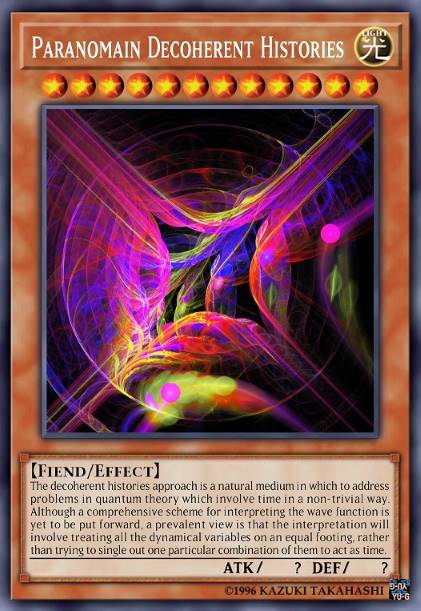 PARANOMAIN DECOHERENT HISTORIES
LIGHT
光
[FIEND/EFFECT]
The decoherent histories approach is a natural medium in which to address
problems in quantum theory which involve time in a non-trivial way.
Although a comprehensive scheme for interpreting the wave function is
yet to be put forward, a prevalent view is that the interpretation will
involve treating all the dynamical variables on an equal footing, rather
than trying to single out one particular combination of them to act as time.
ATK / ? DEF / ?
©1996 KAZUKI TAKAHASHI